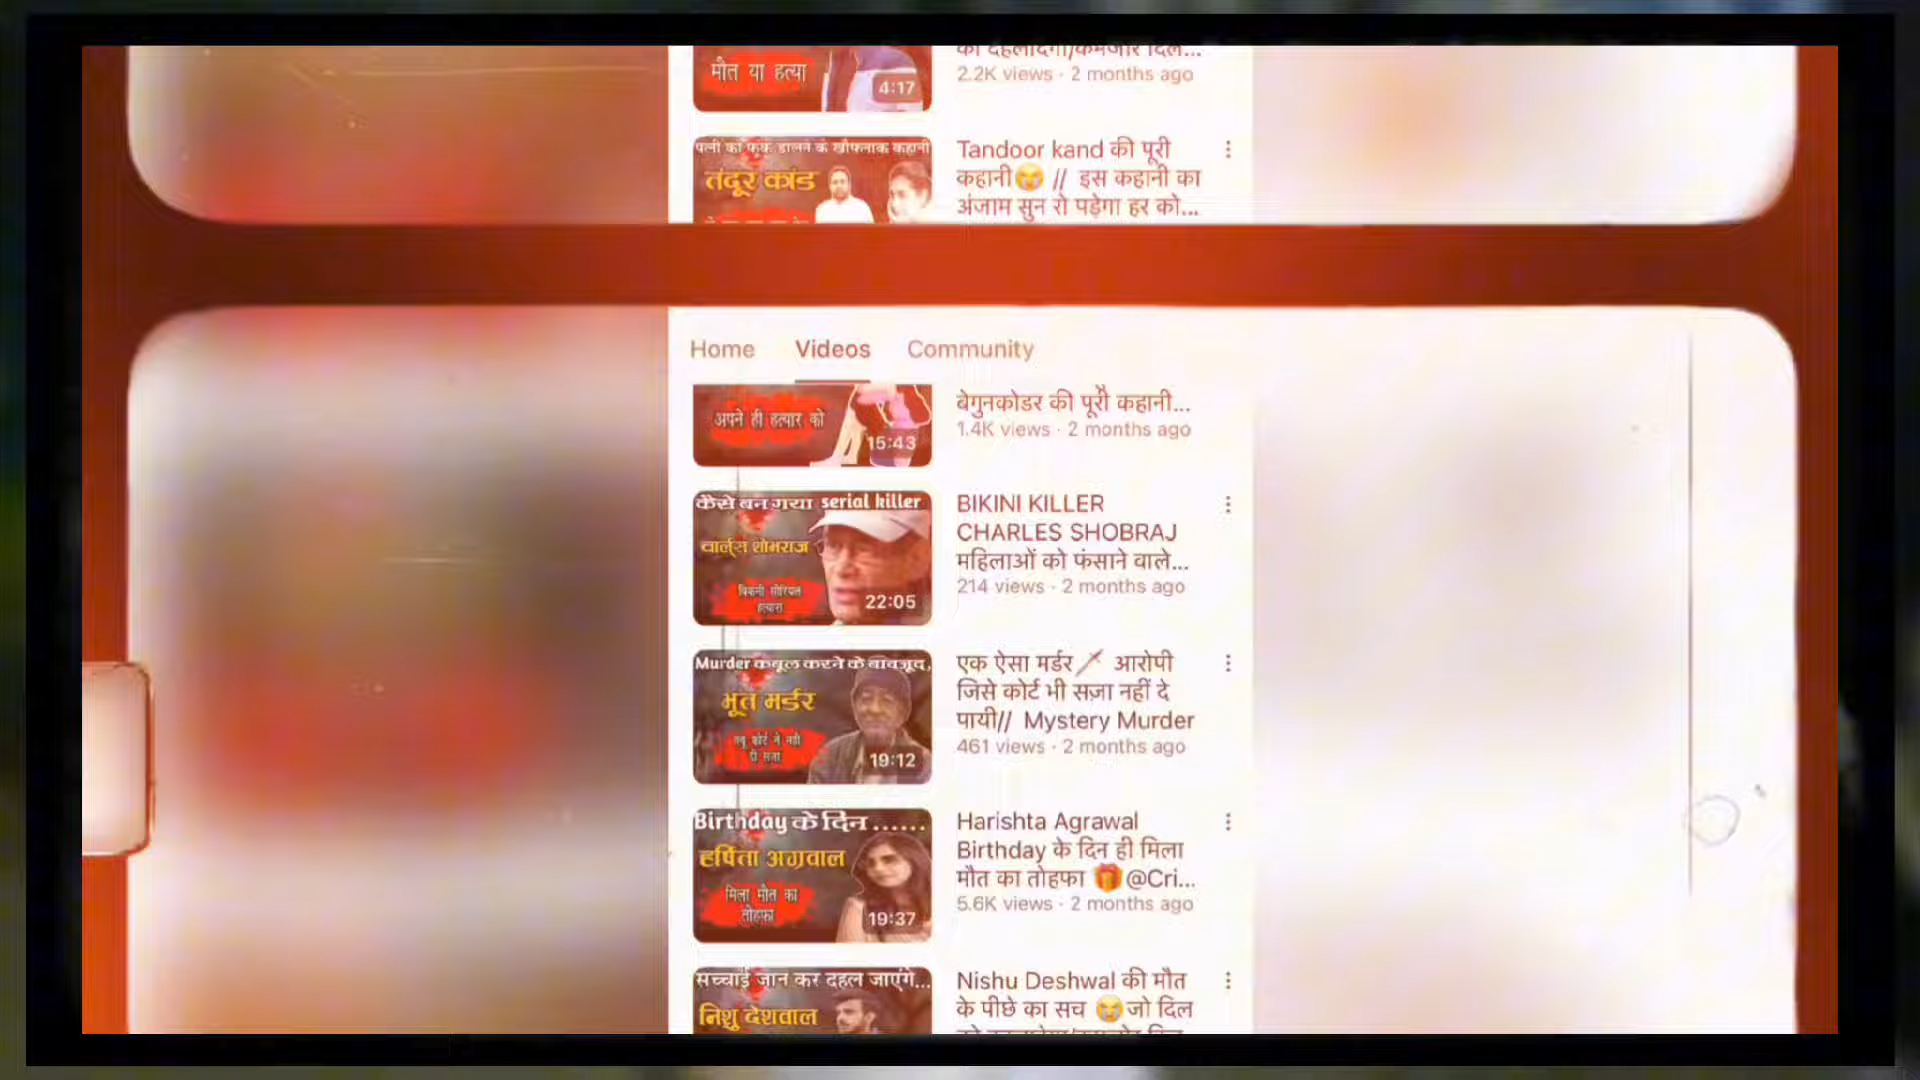 मौत या हत्या
4:17
2.2K views · 2 months ago
तंदूर कांड
Tandoor kand की पूरी
कहानी😭 // इस कहानी का
अंजाम सुन रो पड़ेगा हर को...
Home Videos Community
अपने ही हत्यार को
15:43
बेगुनकोडर की पूरी कहानी...
1.4K views · 2 months ago
कैसे बन गया serial killer
चार्ल्स शोभराज
बिकनी सीरियल
हत्यारा
22:05
BIKINI KILLER
CHARLES SHOBRAJ
महिलाओं को फंसाने वाले...
214 views · 2 months ago
Murder कबूल करने के बावजूद,
भूत मर्डर
क्यू कोर्ट ने नही
दी सजा
19:12
एक ऐसा मर्डर🗡 आरोपी
जिसे कोर्ट भी सज़ा नहीं दे
पायी// Mystery Murder
461 views · 2 months ago
Birthday के दिन ......
हर्षिता अग्रवाल
मिला मौत का
तोहफा
19:37
Harishta Agrawal
Birthday के दिन ही मिला
मौत का तोहफा 🎁@Cri...
5.6K views · 2 months ago
सच्चाई जान कर दहल जाएंगे...
निशु देशवाल
Nishu Deshwal की मौत
के पीछे का सच 😭जो दिल